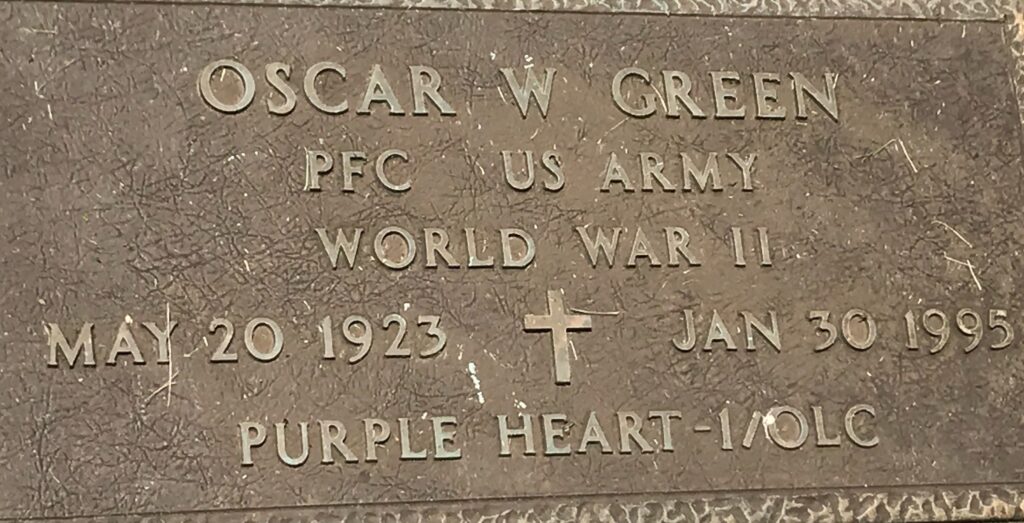 OSCAR W GREEN
PFC US ARMY
WORLD WAR II
MAY 20 1923 JAN 30 1995
PURPLE HEART-1/OLC